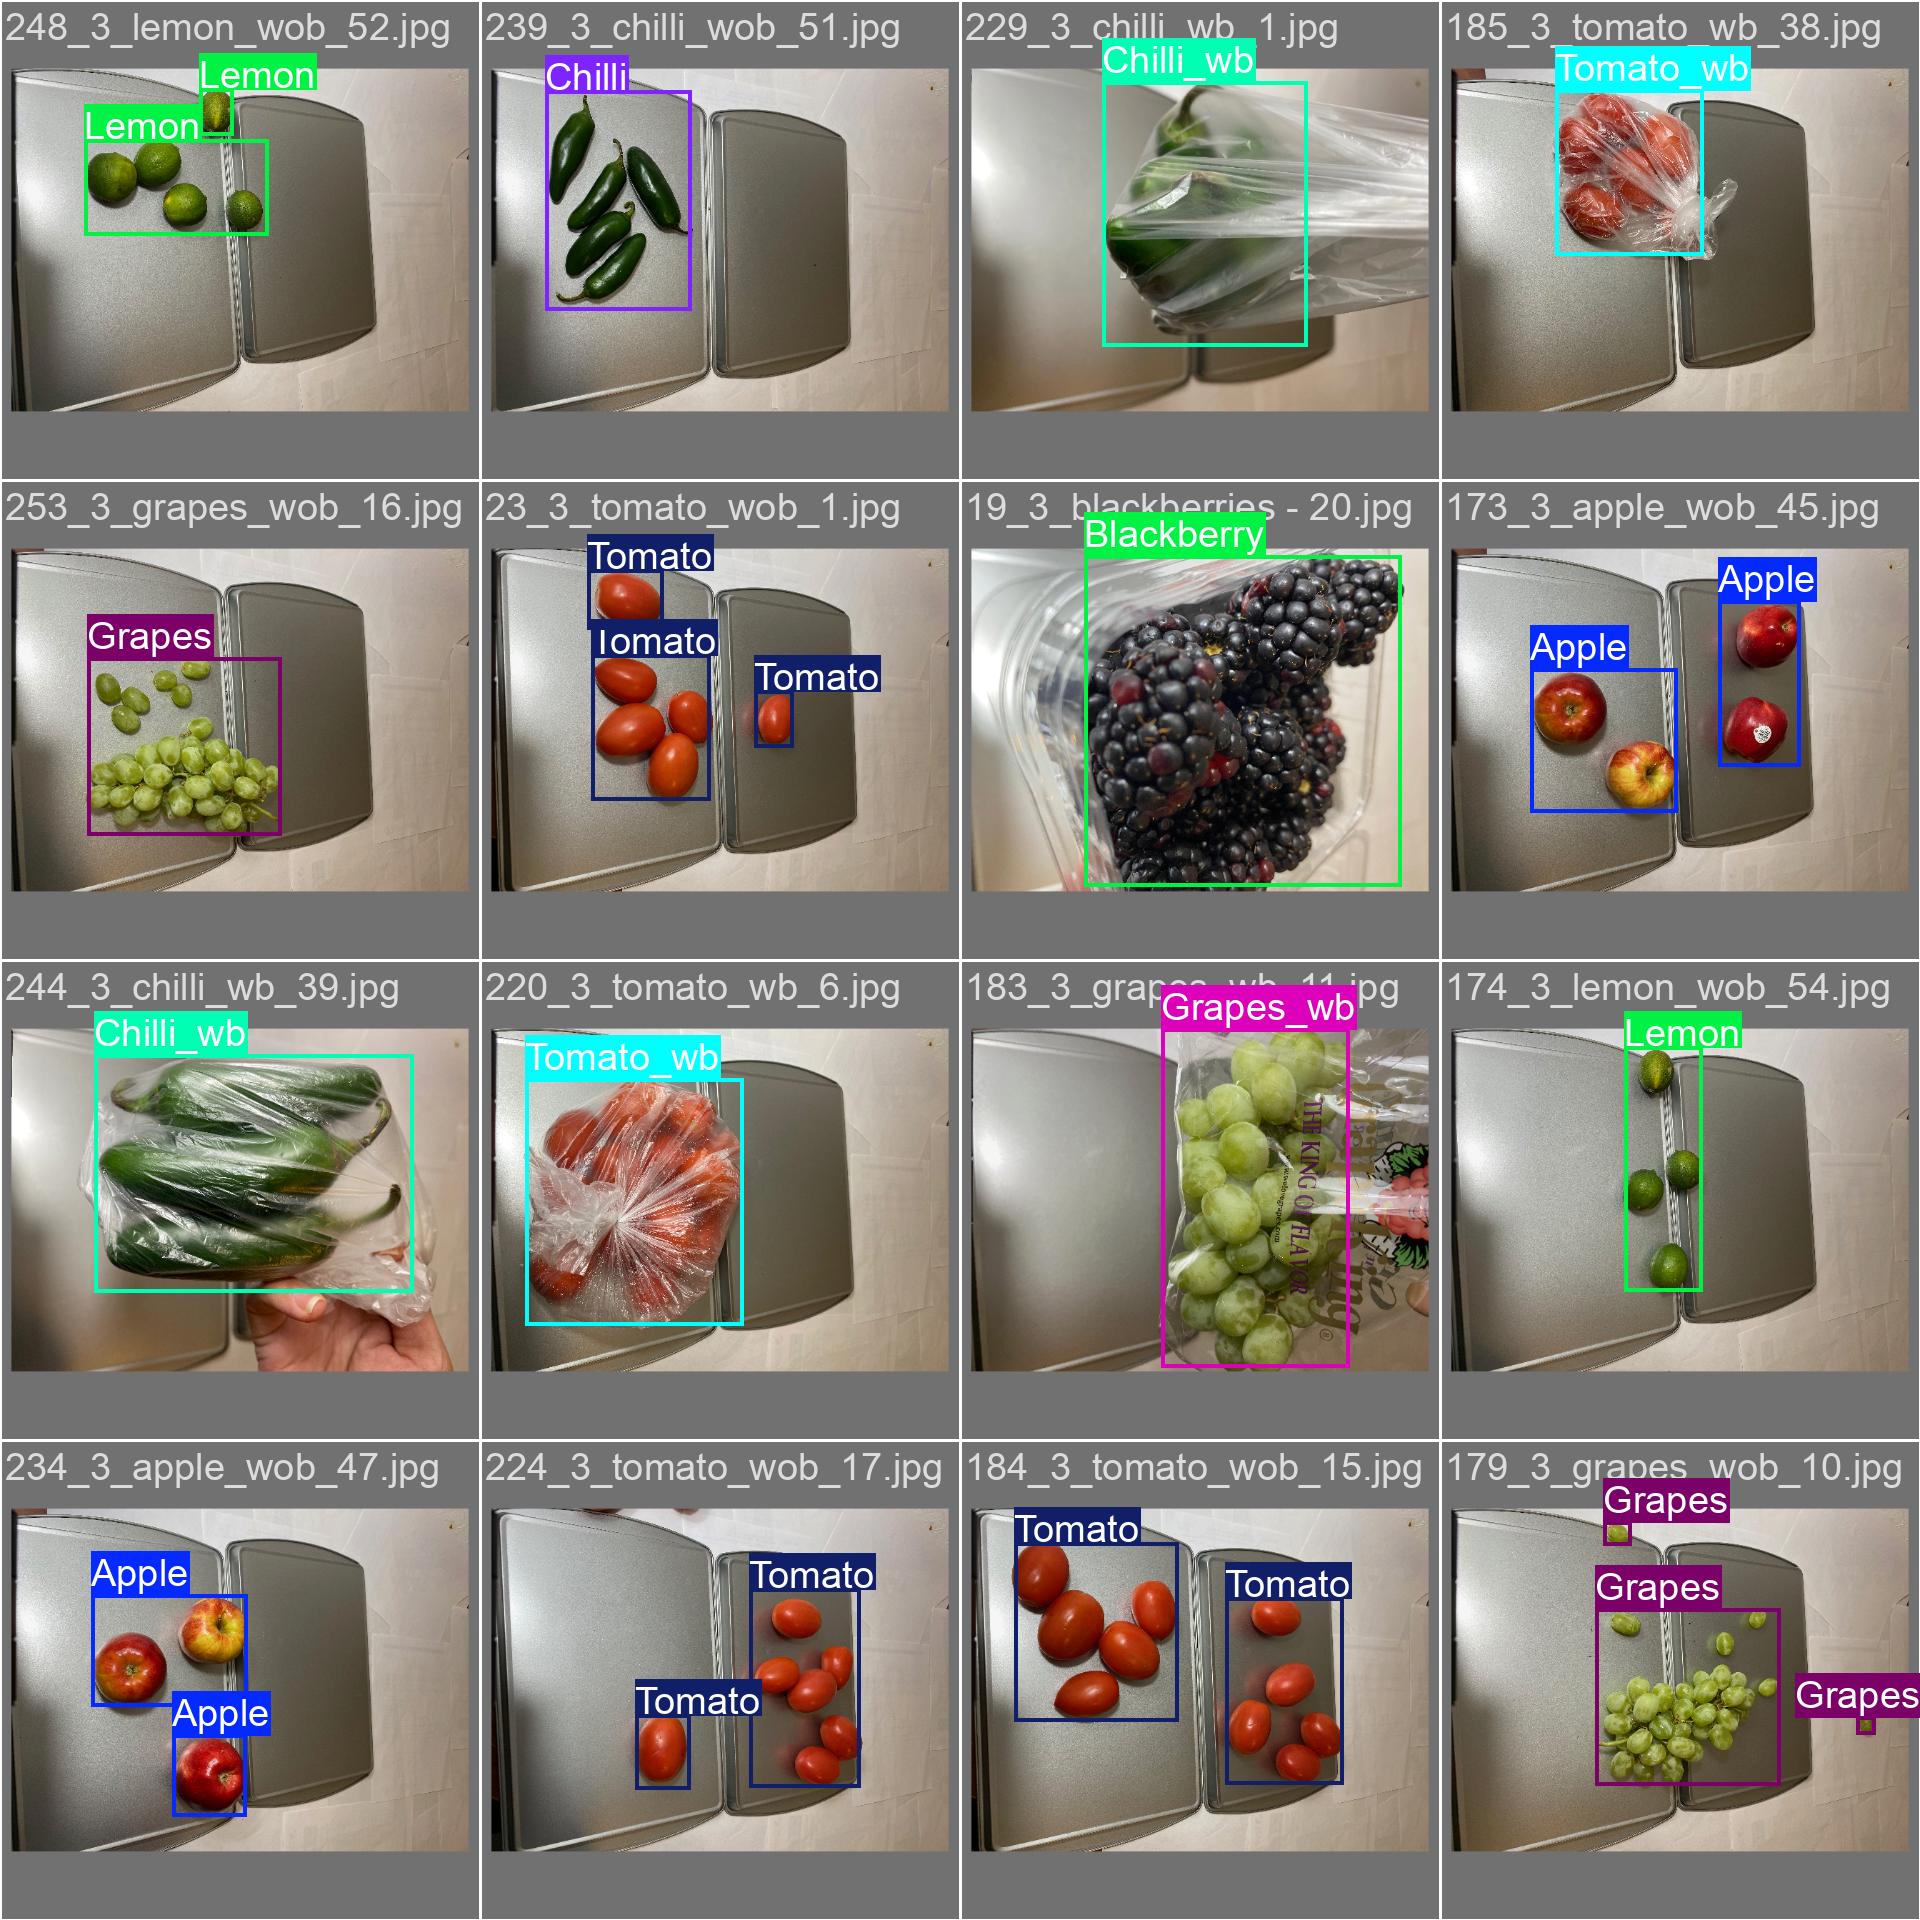 248_3_lemon_wob_52.jpg
Lemon
Lemon
239_3_chilli_wob_51.jpg
Chilli
229_3_chilli_wb_1.jpg
Chilli_wb
185_3_tomato_wb_38.jpg
Tomato_wb
253_3_grapes_wob_16.jpg
Grapes
23_3_tomato_wob_1.jpg
Tomato
Tomato
Tomato
19_3_blackberries - 20.jpg
Blackberry
173_3_apple_wob_45.jpg
Apple
Apple
244_3_chilli_wb_39.jpg
Chilli_wb
220_3_tomato_wb_6.jpg
Tomato_wb
183_3_grapes_wb_11.jpg
Grapes_wb
THE KING OF FLAVOR
174_3_lemon_wob_54.jpg
Lemon
234_3_apple_wob_47.jpg
Apple
Apple
224_3_tomato_wob_17.jpg
Tomato
Tomato
184_3_tomato_wob_15.jpg
Tomato
Tomato
179_3_grapes_wob_10.jpg
Grapes
Grapes
Grapes